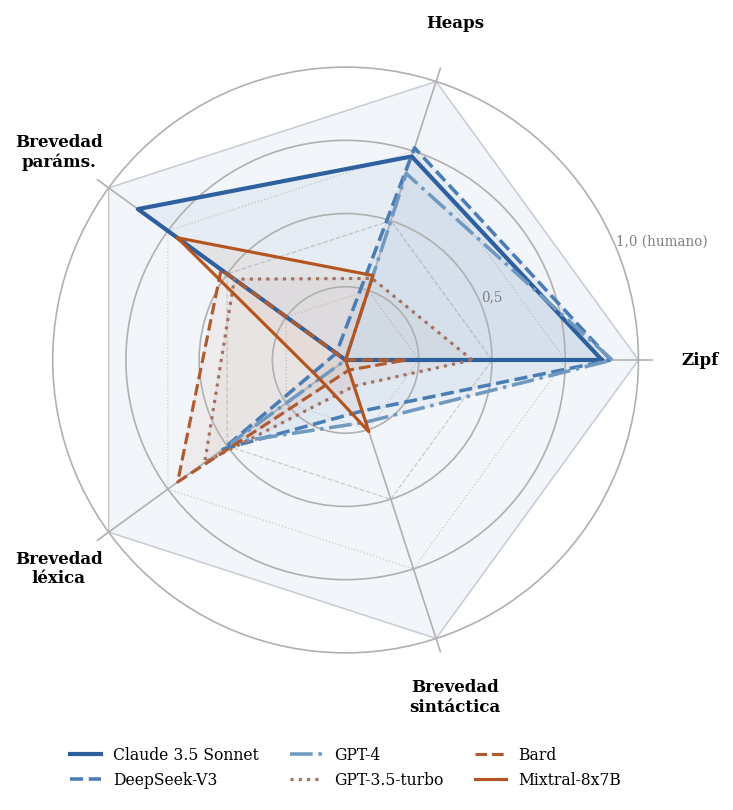 Heaps
Brevedad
paráms.
1,0 (humano)
0,5
Zipf
Brevedad
léxica
Brevedad
sintáctica
Claude 3.5 Sonnet
GPT-4
Bard
DeepSeek-V3
GPT-3.5-turbo
Mixtral-8x7B